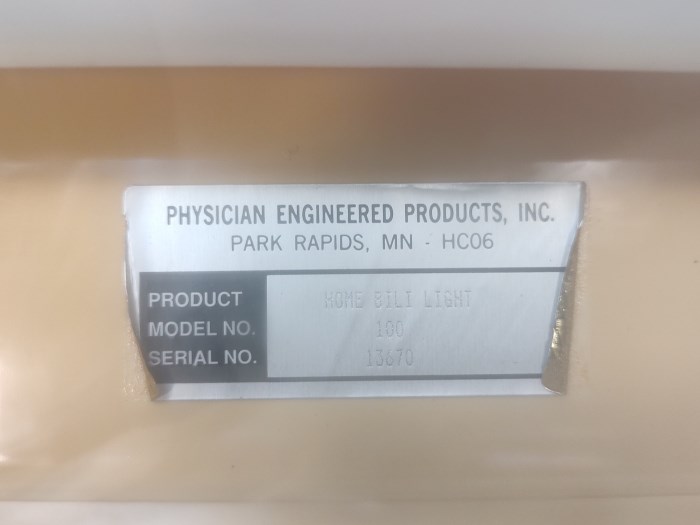 PHYSICIAN ENGINEERED PRODUCTS, INC.
PARK RAPIDS, MN - HC06
PRODUCT HOME BILI LIGHT
MODEL NO. 100
SERIAL NO. 13670